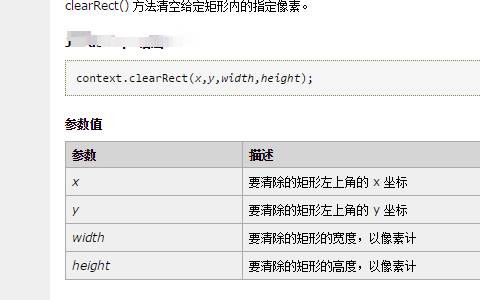 clearRect() 方法清空给定矩形内的指定像素。
context.clearRect(x,y,width,height);
参数值
参数 描述
x 要清除的矩形左上角的 x 坐标
y 要清除的矩形左上角的 y 坐标
width 要清除的矩形的宽度，以像素计
height 要清除的矩形的高度，以像素计